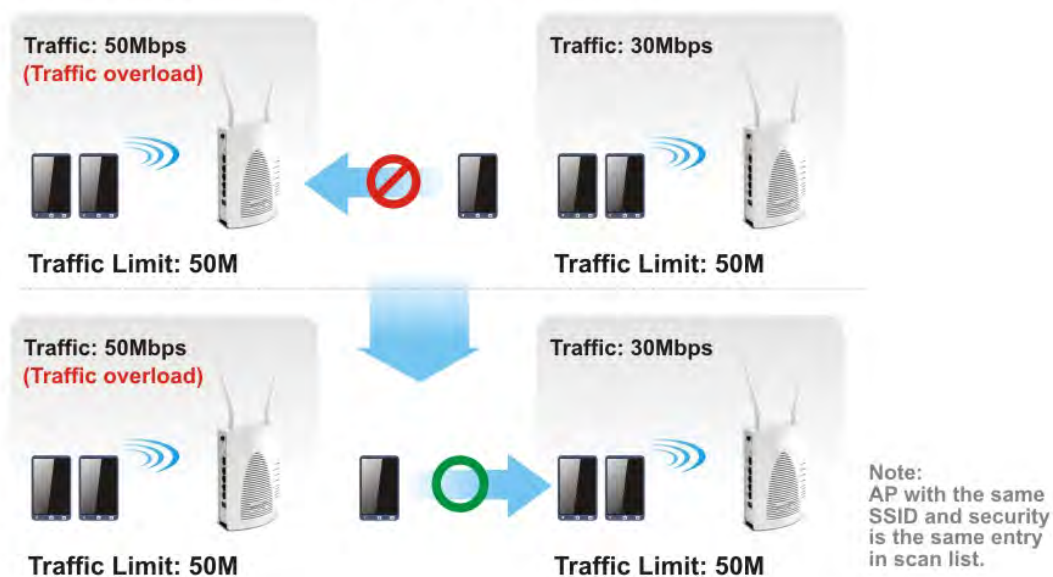 Traffic: 50Mbps
(Traffic overload)
Traffic: 30Mbps
Traffic Limit: 50M
Traffic Limit: 50M
Traffic: 50Mbps
(Traffic overload)
Traffic: 30Mbps
Note:
AP with the same
SSID and security
is the same entry
in scan list.
Traffic Limit: 50M
Traffic Limit: 50M